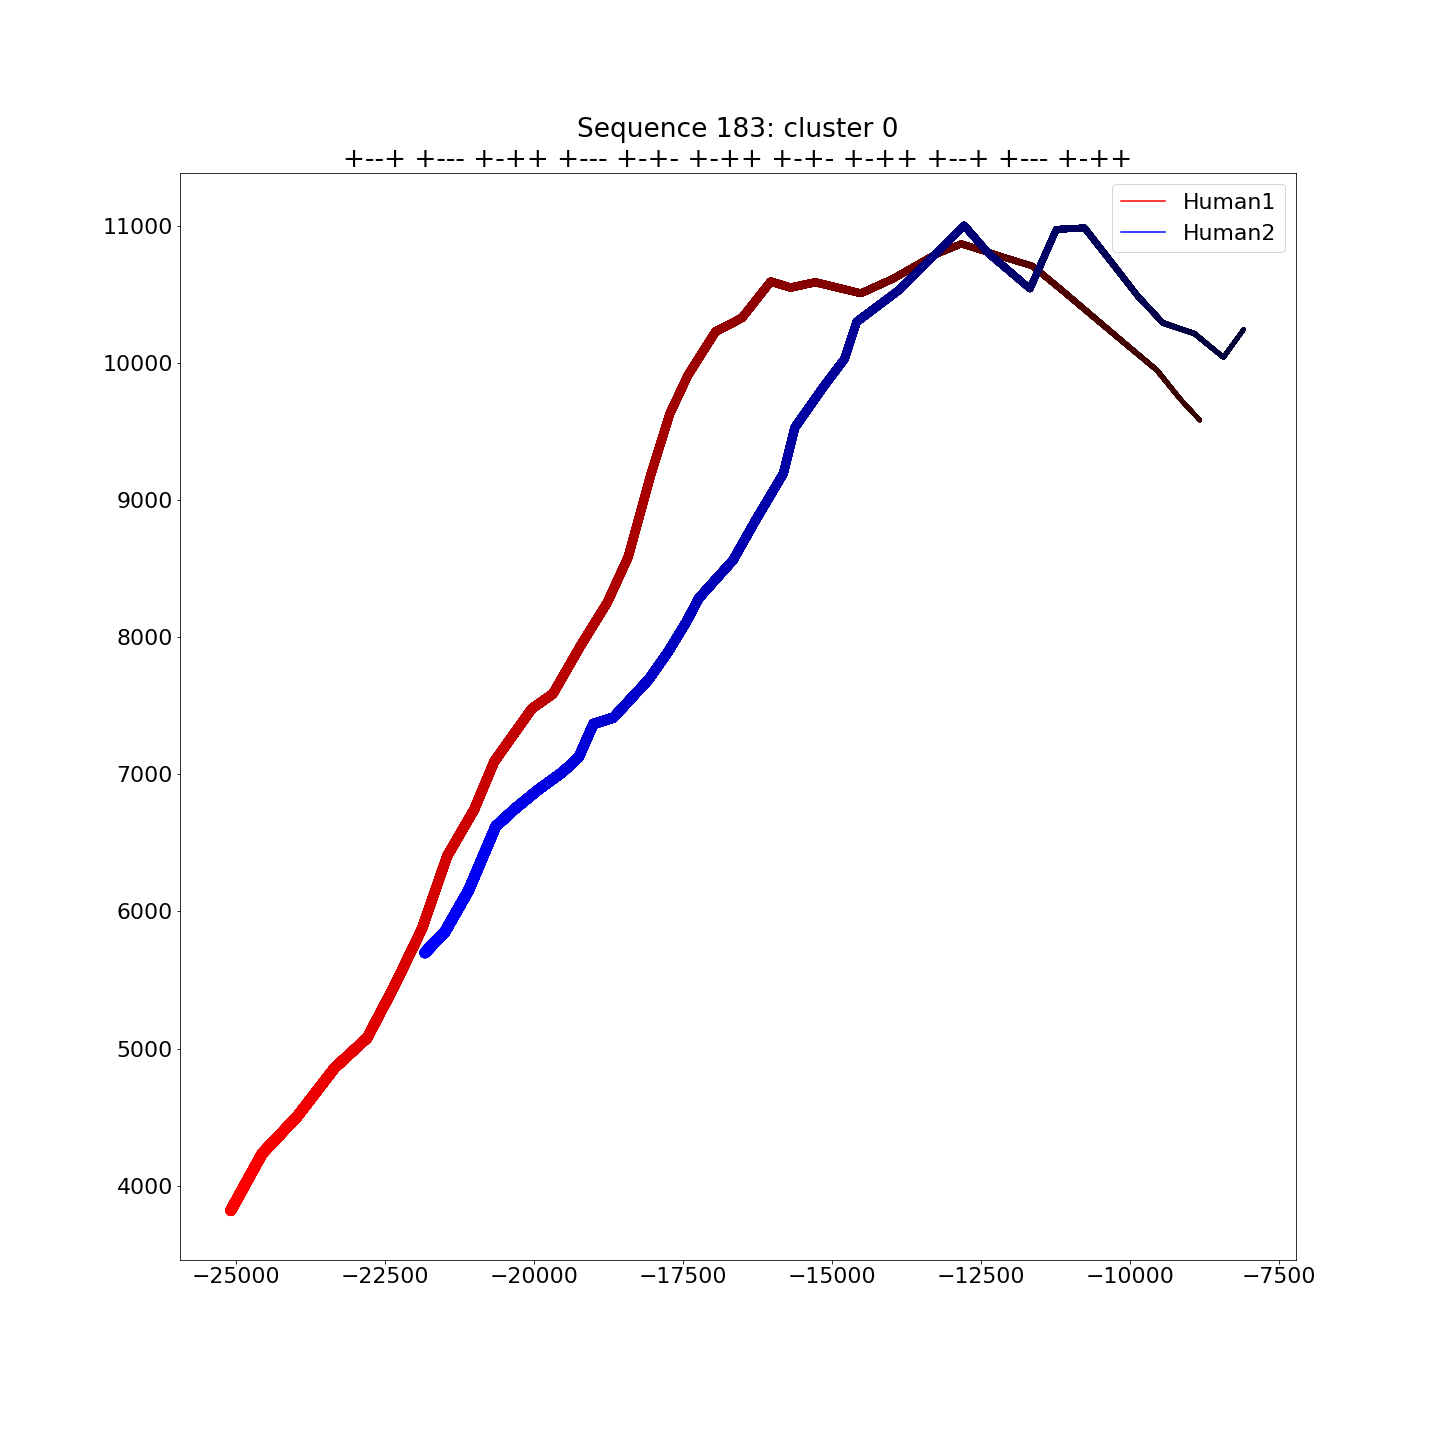 Sequence 183: cluster 0
+--+ +--- +-++ +--- +-+- +-++ +-+- +-++ +--+ +--- +-++
Human1
Human2
11000
10000
9000
8000
7000
6000
5000
4000
−25000 −22500 −20000 −17500 −15000 −12500 −10000 −7500